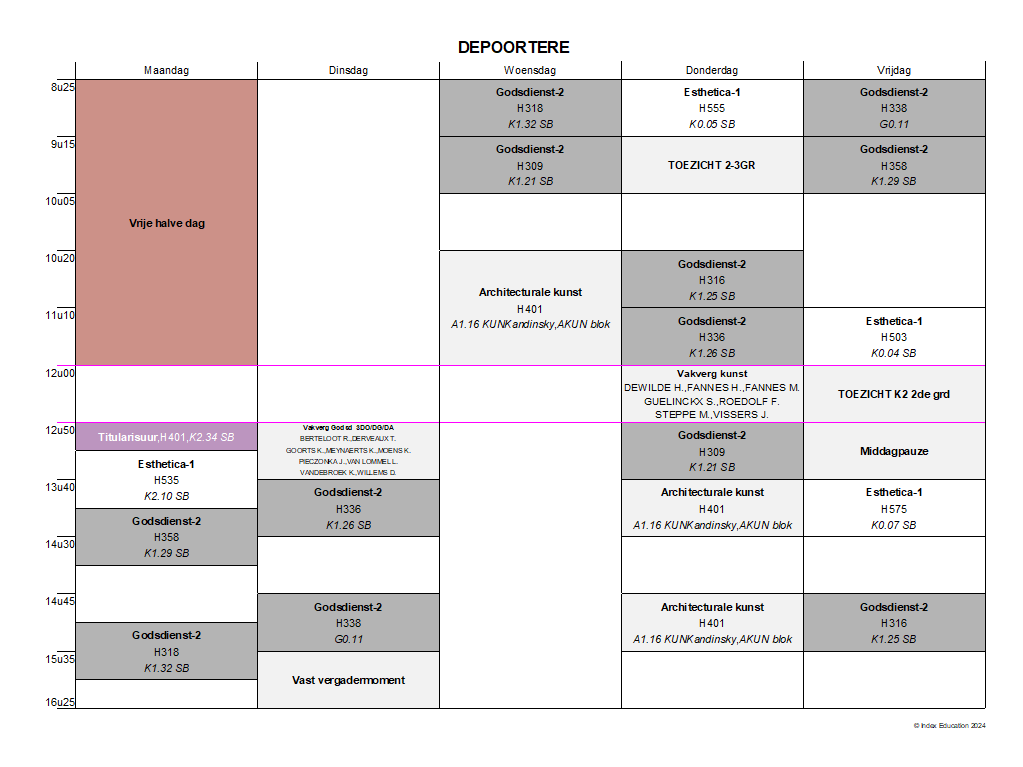 DEPOORTERE
Maandag
Dinsdag
Woensdag
Donderdag
Vrijdag
8u25
9u15
10u05
10u20
11u10
12u00
12u50
13u40
14u30
14u45
15u35
16u25
Vrije halve dag
Titularisuur,H401,K2.34 SB
Esthetica-1
H535
K2.10 SB
Godsdienst-2
H358
K1.29 SB
Godsdienst-2
H318
K1.32 SB
Vakverg Godsd 3DO/DG/DA
BERTELOOT R.,DERVEAUX T.
GOORTS K.,MEYNAERTS K.,MOENS K.
PIECZONKA J.,VAN LOMMEL L.
VANDEBROEK K.,WILLEMS D.
Godsdienst-2
H336
K1.26 SB
Godsdienst-2
H338
G0.11
Vast vergadermoment
Godsdienst-2
H318
K1.32 SB
Godsdienst-2
H309
K1.21 SB
Architecturale kunst
H401
A1.16 KUNKandinsky,AKUN blok
Esthetica-1
H555
K0.05 SB
TOEZICHT 2-3GR
Godsdienst-2
H316
K1.25 SB
Godsdienst-2
H336
K1.26 SB
Vakverg kunst
DEWILDE H.,FANNES H.,FANNES M.
GUELINCKX S.,ROEDOLF F.
STEPPE M.,VISSERS J.
Godsdienst-2
H309
K1.21 SB
Architecturale kunst
H401
A1.16 KUNKandinsky,AKUN blok
Architecturale kunst
H401
A1.16 KUNKandinsky,AKUN blok
Godsdienst-2
H338
G0.11
Godsdienst-2
H358
K1.29 SB
Esthetica-1
H503
K0.04 SB
TOEZICHT K2 2de grd
Middagpauze
Esthetica-1
H575
K0.07 SB
Godsdienst-2
H316
K1.25 SB
© Index Education 2024